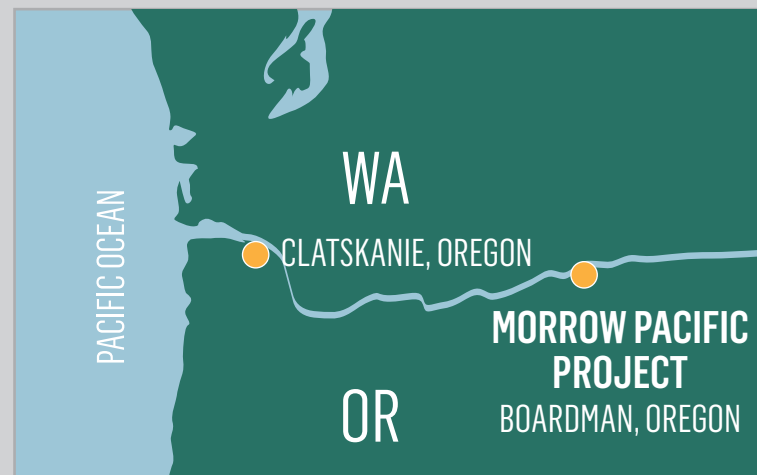 WA
PACIFIC OCEAN
CLATSKANIE, OREGON
MORROW PACIFIC
PROJECT
BOARDMAN, OREGON
OR